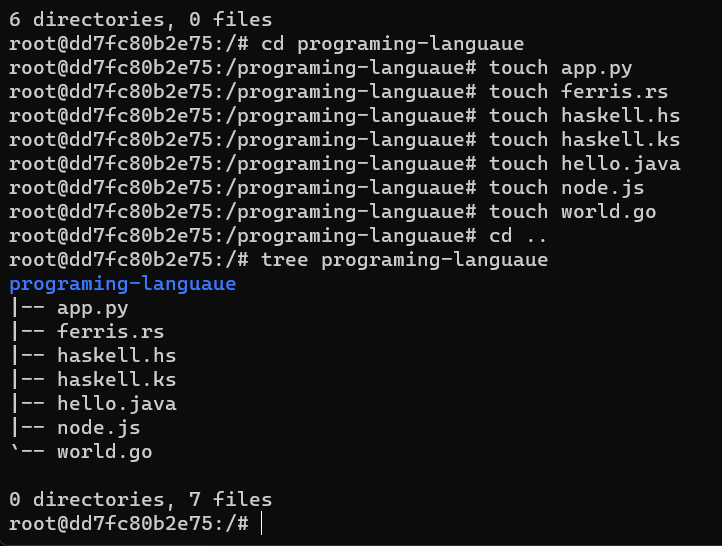 6 directories, 0 files
root@dd7fc80b2e75:/# cd programing-languaue
root@dd7fc80b2e75:/programing-languaue# touch app.py
root@dd7fc80b2e75:/programing-languaue# touch ferris.rs
root@dd7fc80b2e75:/programing-languaue# touch haskell.hs
root@dd7fc80b2e75:/programing-languaue# touch haskell.ks
root@dd7fc80b2e75:/programing-languaue# touch hello.java
root@dd7fc80b2e75:/programing-languaue# touch node.js
root@dd7fc80b2e75:/programing-languaue# touch world.go
root@dd7fc80b2e75:/programing-languaue# cd ..
root@dd7fc80b2e75:/# tree programing-languaue
programing-languaue
|-- app.py
|-- ferris.rs
|-- haskell.hs
|-- haskell.ks
|-- hello.java
|-- node.js
`-- world.go

0 directories, 7 files
root@dd7fc80b2e75:/#